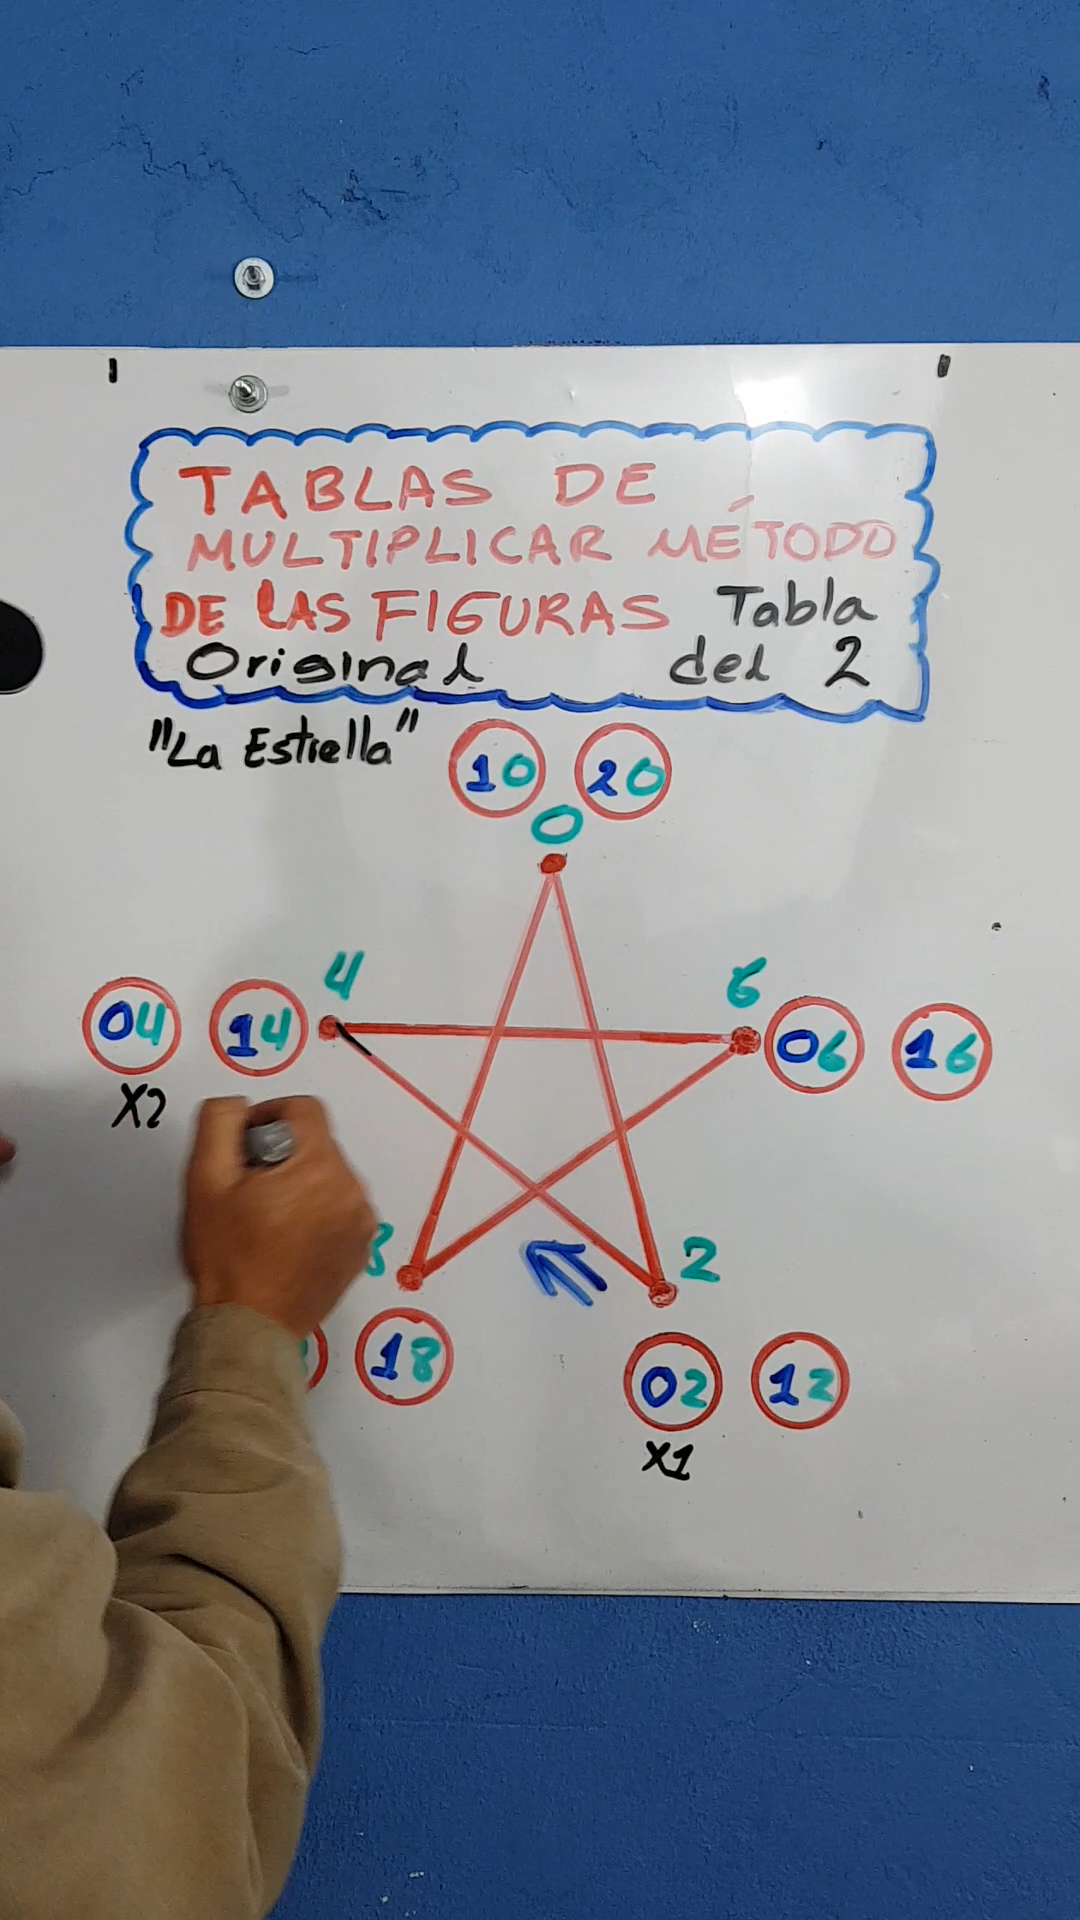 TABLAS DE
MULTIPLICAR MÉTODO
DE LAS FIGURAS Tabla
Original del 2
"La Estrella"
10 20
0
4 6
04 14 06 16
X2
8 2
18 02 12
X1